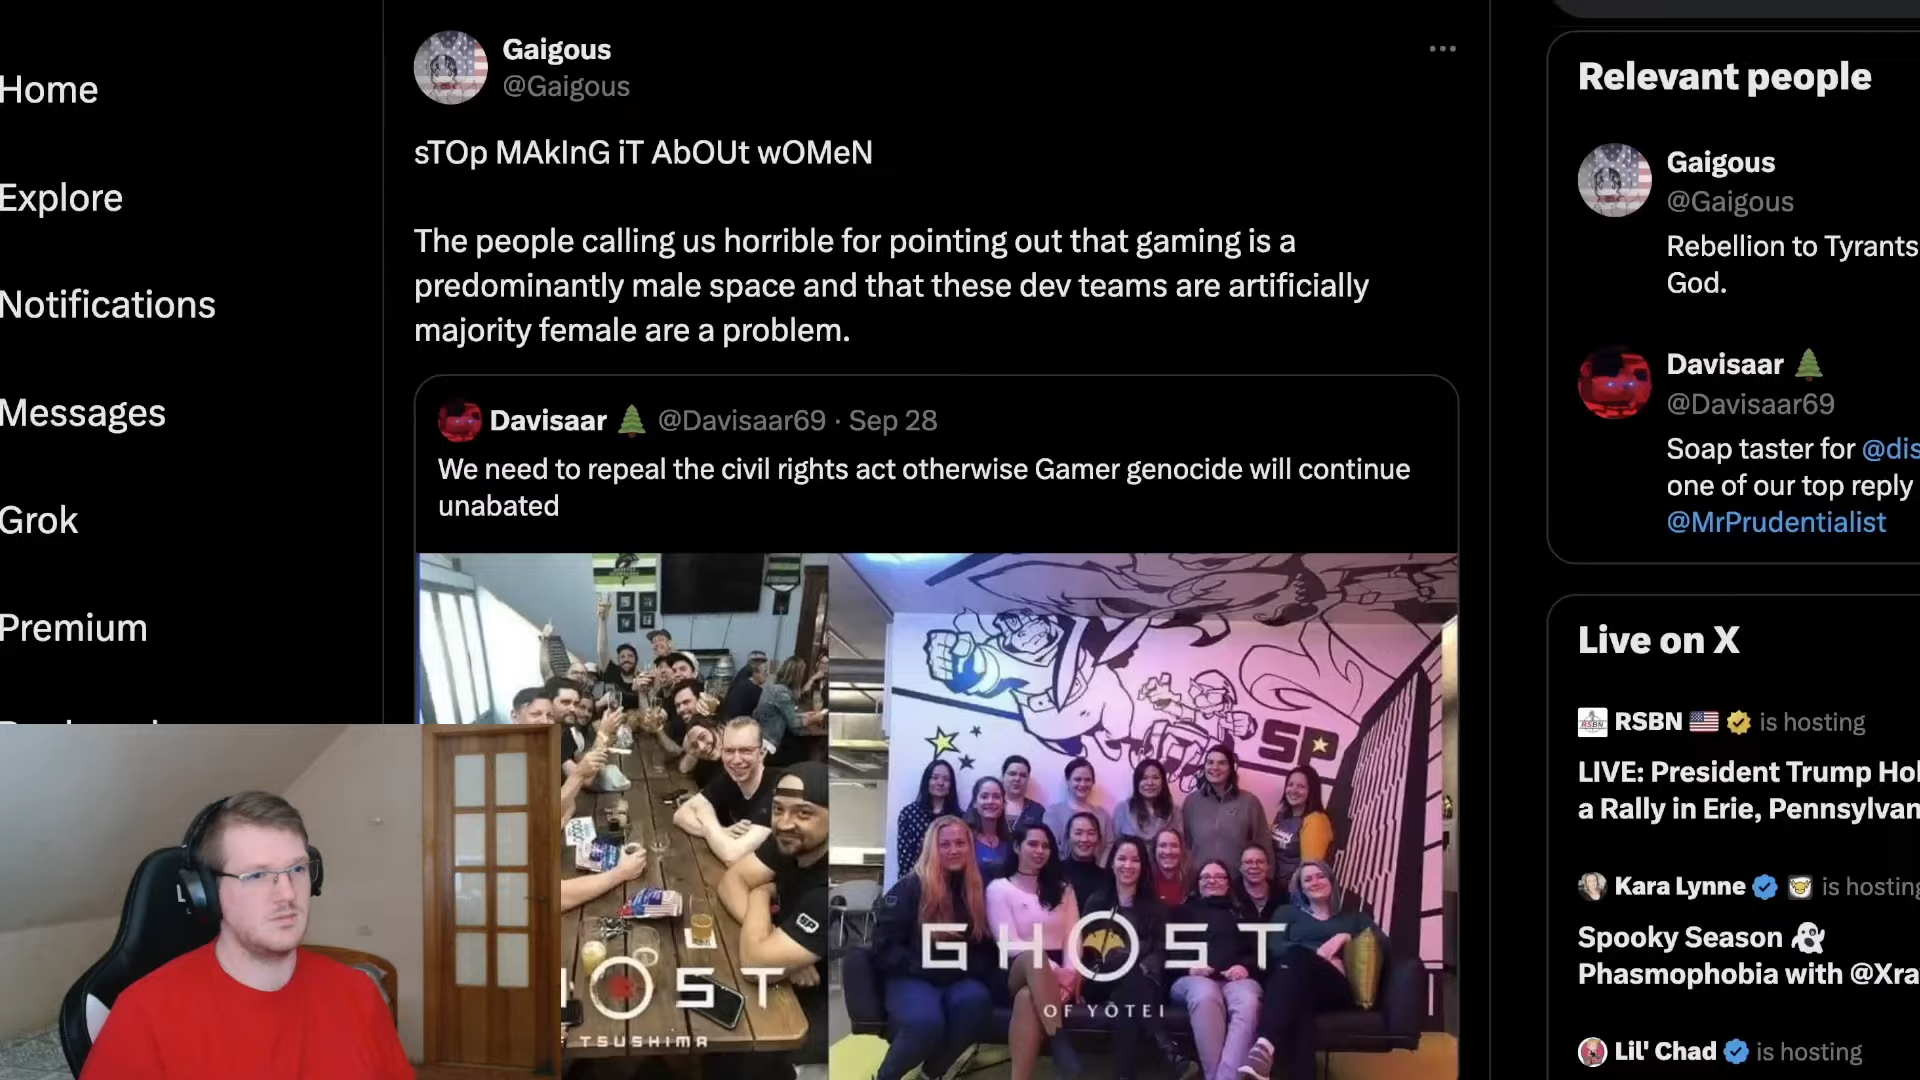 Home
Explore
Notifications
Messages
Grok
Premium
Gaigous
@Gaigous
sTOp MAkInG iT AbOUt wOMeN
The people calling us horrible for pointing out that gaming is a
predominantly male space and that these dev teams are artificially
majority female are a problem.
Davisaar 🌲 @Davisaar69 · Sep 28
We need to repeal the civil rights act otherwise Gamer genocide will continue
unabated
SP
OST
TSUSHIMA
GHOST
OF YŌTEI
Relevant people
Gaigous
@Gaigous
Rebellion to Tyrants
God.
Davisaar 🌲
@Davisaar69
Soap taster for @dis
one of our top reply
@MrPrudentialist
Live on X
RSBN
RSBN 🇺🇸 is hosting
LIVE: President Trump Hol
a Rally in Erie, Pennsylvan
Kara Lynne is hosting
Spooky Season 👻
Phasmophobia with @Xra
Lil' Chad is hosting